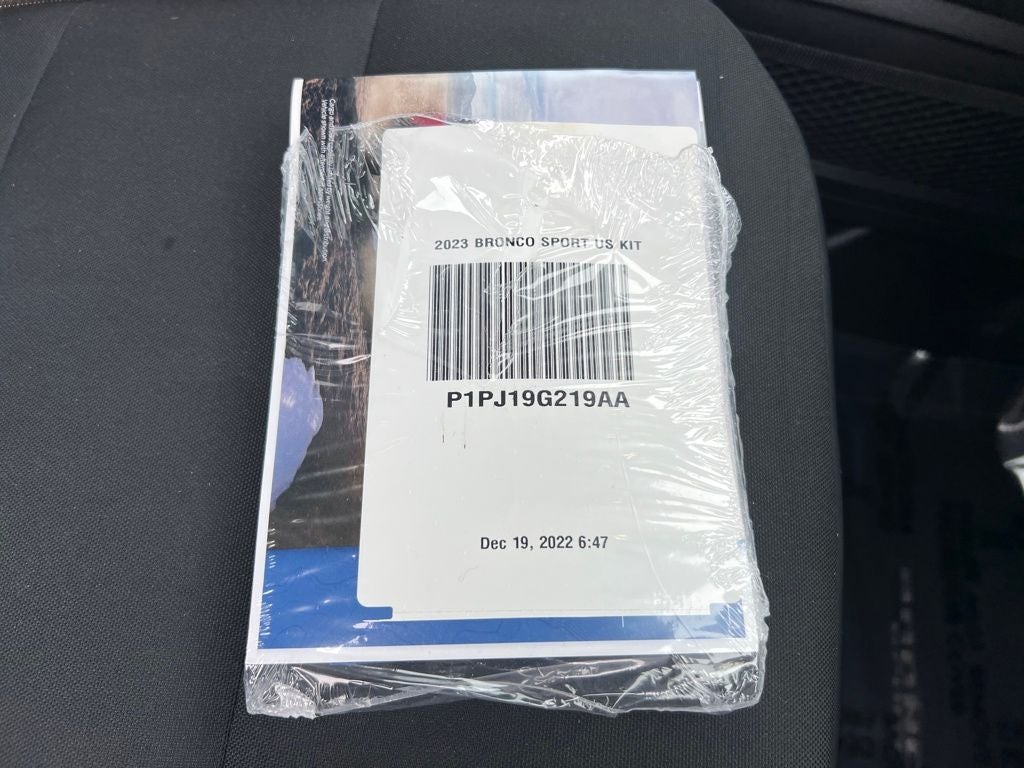 2023 BRONCO SPORT US KIT
P1PJ19G219AA
Dec 19, 2022 6:47